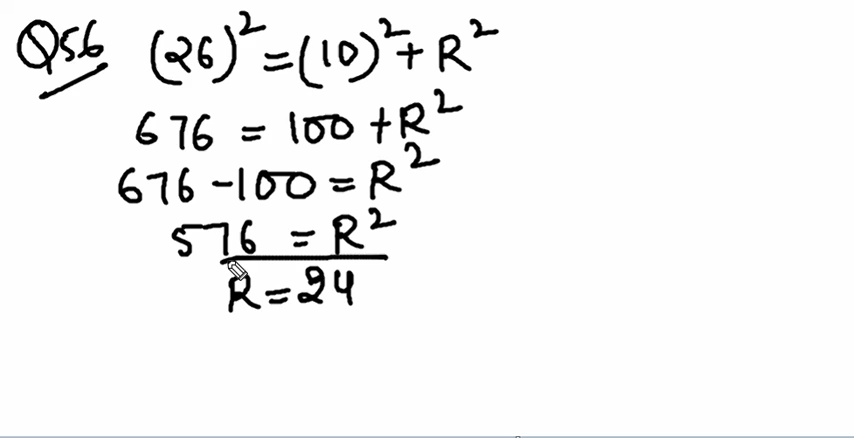 Q56 (26)² = (10)² + R²
676 = 100 + R²
676 - 100 = R²
576 = R²
R = 24